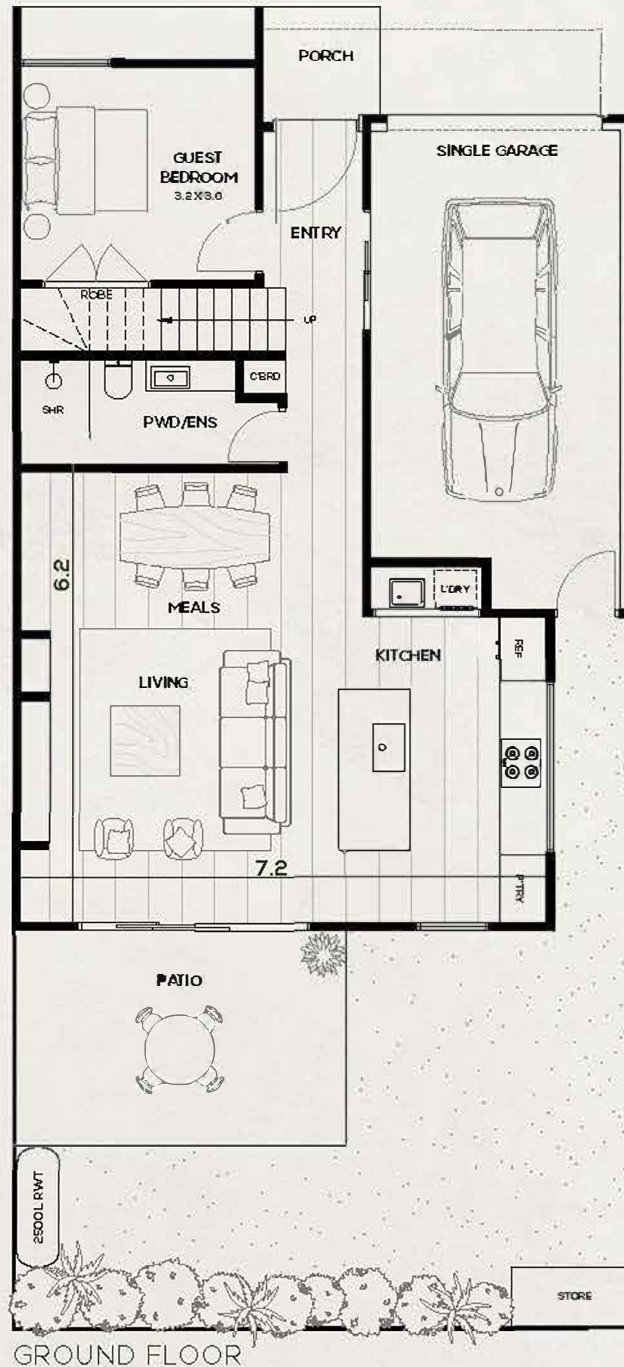 PORCH
SINGLE GARAGE
GUEST
BEDROOM
3.2X3.0
ENTRY
ROBE
UP
C'BRD
SHR
PWD/ENS
6.2
L'DRY
MEALS
KITCHEN
REF
LIVING
7.2
P'TRY
PATIO
2500L RWT
STORE
GROUND FLOOR